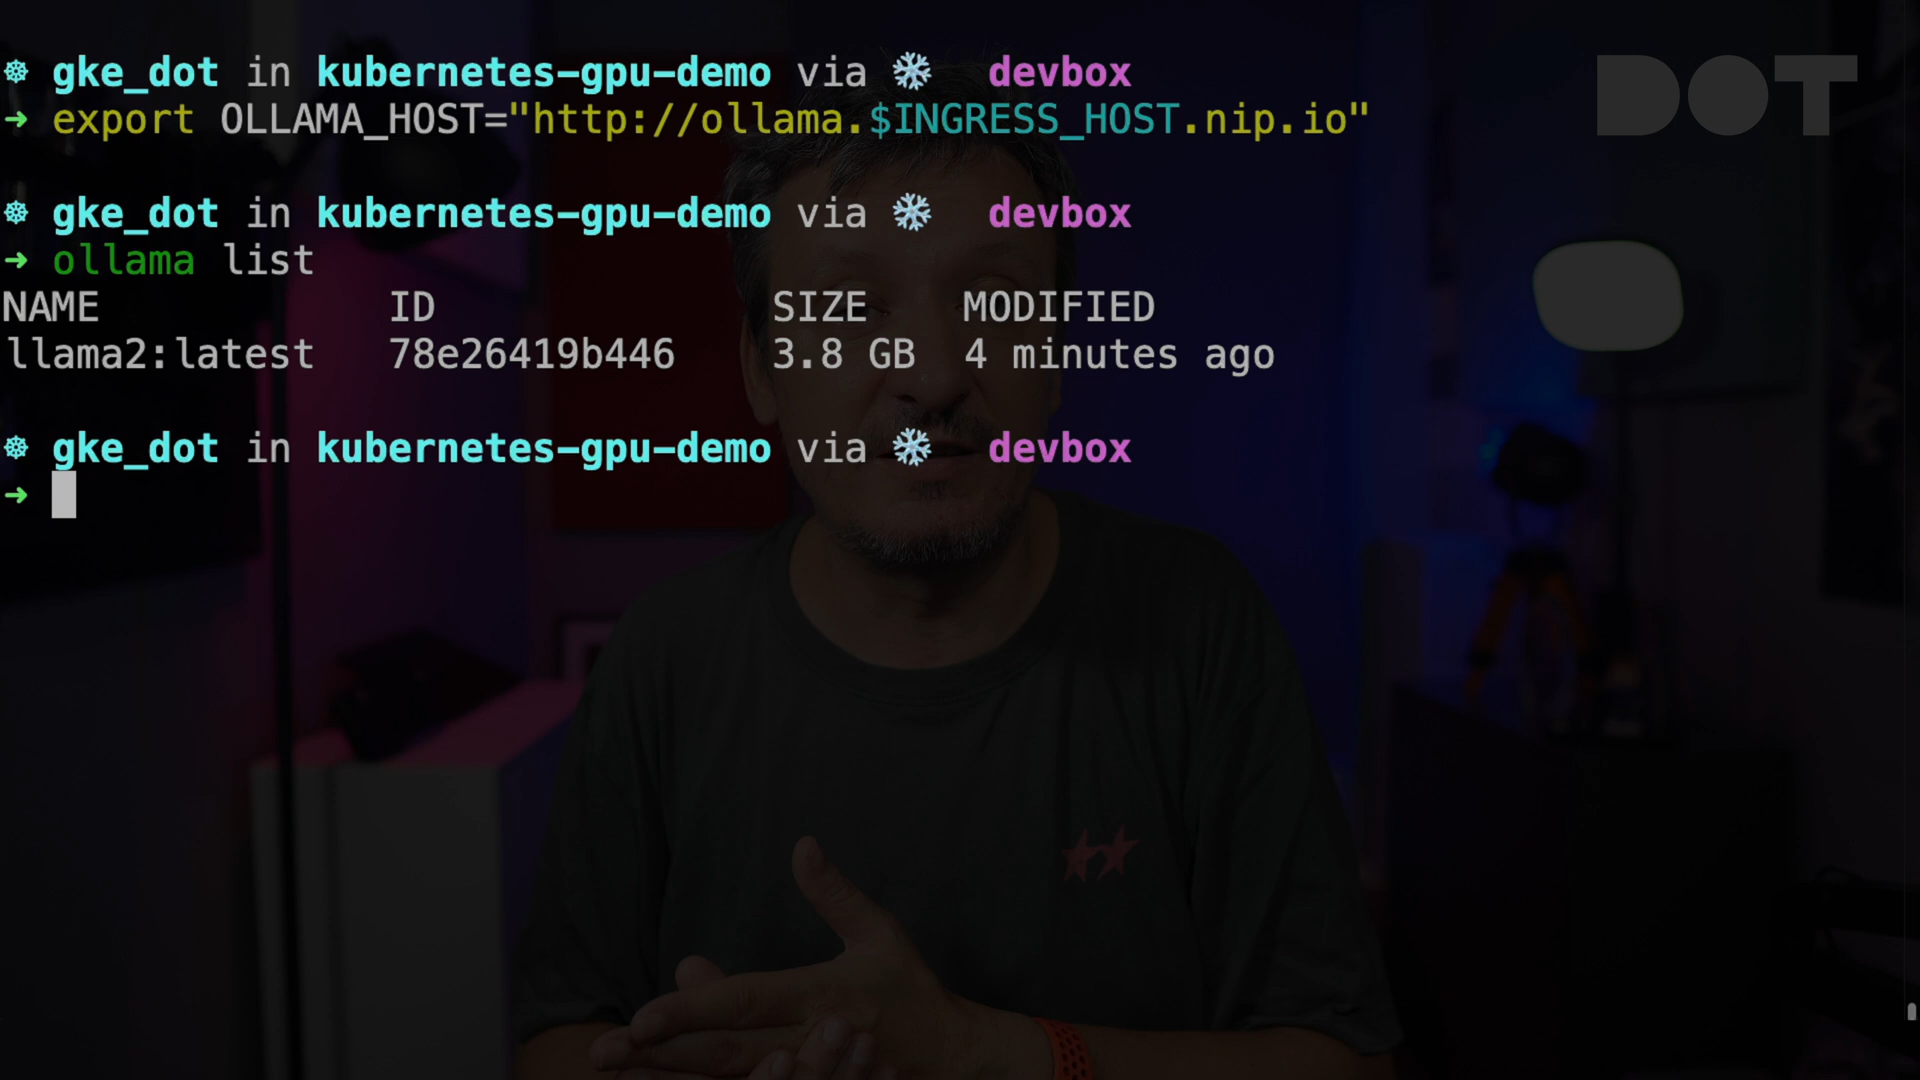 ☸ gke_dot in kubernetes-gpu-demo via ❄ devbox
➜ export OLLAMA_HOST="http://ollama.$INGRESS_HOST.nip.io"
DOT
☸ gke_dot in kubernetes-gpu-demo via ❄ devbox
➜ ollama list
NAME ID SIZE MODIFIED
llama2:latest 78e26419b446 3.8 GB 4 minutes ago
☸ gke_dot in kubernetes-gpu-demo via ❄ devbox
➜